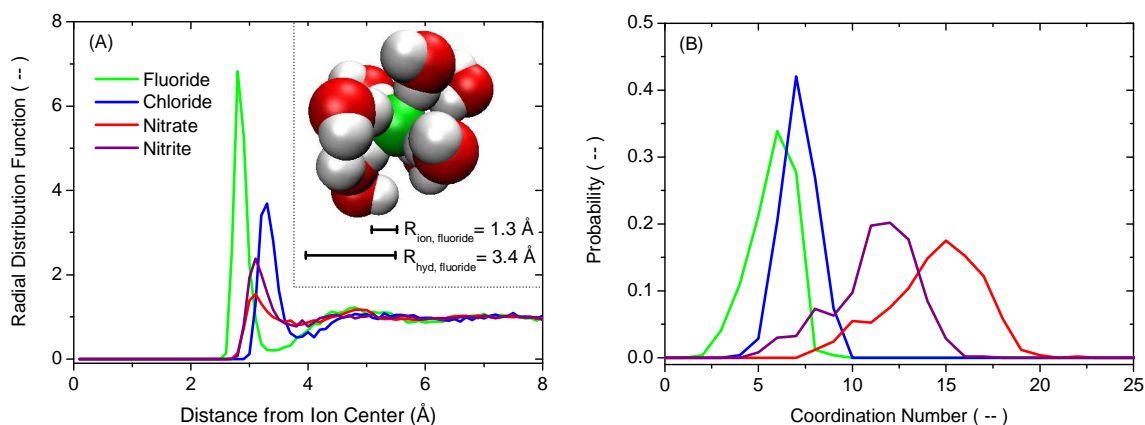 (A)
Fluoride
Chloride
Nitrate
Nitrite
R_ion, fluoride = 1.3 Å
R_hyd, fluoride = 3.4 Å
8
6
4
2
0
Radial Distribution Function ( -- )
0 2 4 6 8
Distance from Ion Center (Å)
(B)
0.5
0.4
0.3
0.2
0.1
0.0
Probability ( -- )
0 5 10 15 20 25
Coordination Number ( -- )